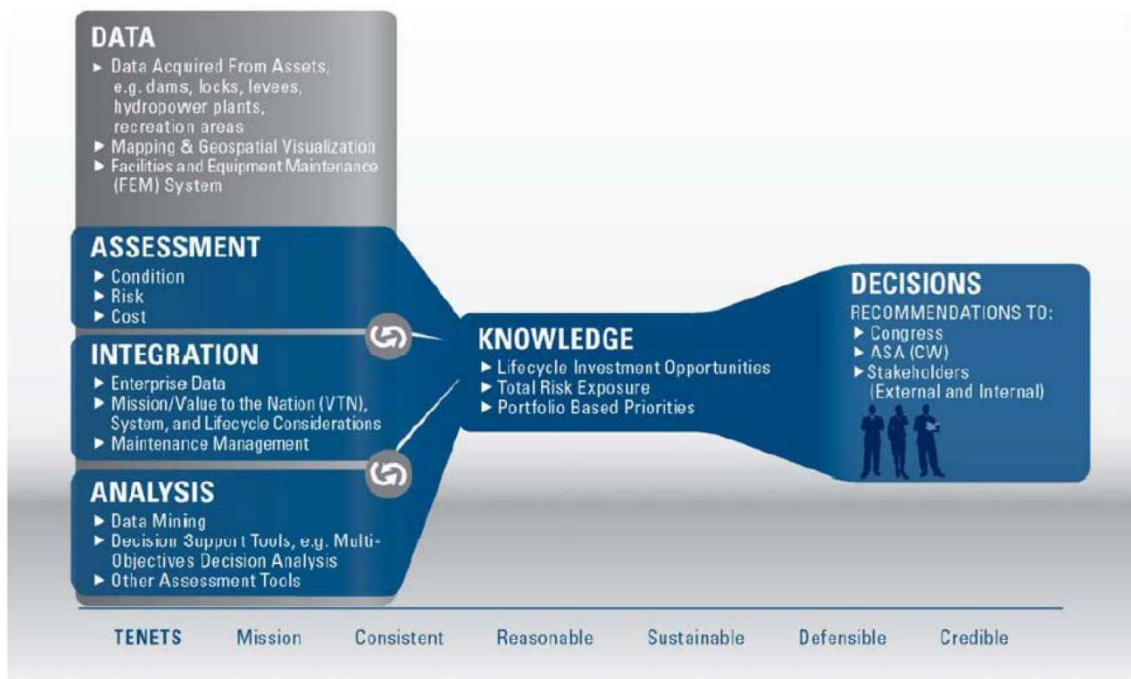 DATA
▶ Data Acquired From Assets,
e.g. dams, locks, levees,
hydropower plants,
recreation areas
▶ Mapping & Geospatial Visualization
▶ Facilities and Equipment Maintenance
(FEM) System
ASSESSMENT
▶ Condition
▶ Risk
▶ Cost
INTEGRATION
▶ Enterprise Data
▶ Mission/Value to the Nation (VTN),
System, and Lifecycle Considerations
▶ Maintenance Management
ANALYSIS
▶ Data Mining
▶ Decision Support Tools, e.g. Multi-
Objectives Decision Analysis
▶ Other Assessment Tools
KNOWLEDGE
▶ Lifecycle Investment Opportunities
▶ Total Risk Exposure
▶ Portfolio Based Priorities
DECISIONS
RECOMMENDATIONS TO:
▶ Congress
▶ ASA (CW)
▶ Stakeholders
(External and Internal)
TENETS Mission Consistent Reasonable Sustainable Defensible Credible